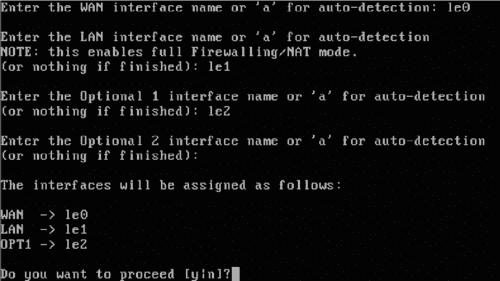 Enter the WAN interface name or 'a' for auto-detection: le0
Enter the LAN interface name or 'a' for auto-detection
NOTE: this enables full Firewalling/NAT mode.
(or nothing if finished): le1
Enter the Optional 1 interface name or 'a' for auto-detection
(or nothing if finished): le2
Enter the Optional 2 interface name or 'a' for auto-detection
(or nothing if finished):
The interfaces will be assigned as follows:
WAN  -> le0
LAN  -> le1
OPT1 -> le2
Do you want to proceed [y|n]?